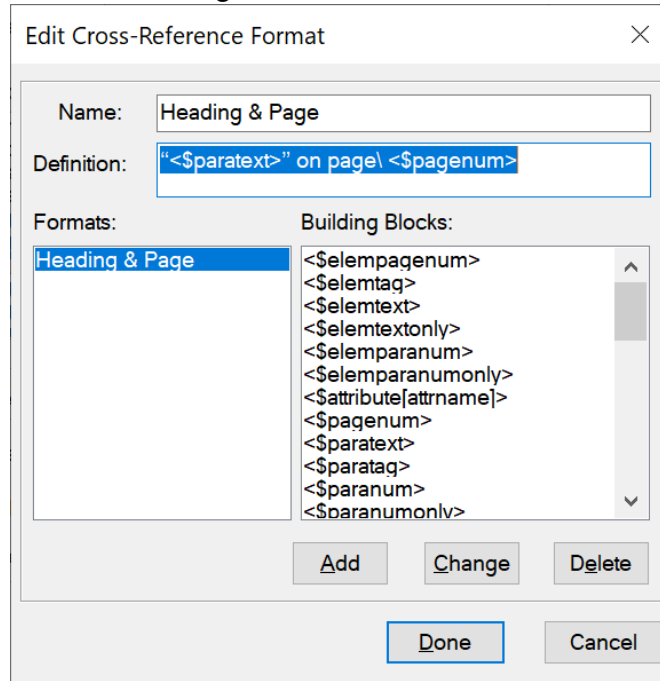 Edit Cross-Reference Format
Name: Heading & Page
Definition: “<$paratext>” on page\ <$pagenum>
Formats: Building Blocks:
Heading & Page
<$elempagenum>
<$elemtag>
<$elemtext>
<$elemtextonly>
<$elemparanum>
<$elemparanumonly>
<$attribute[attrname]>
<$pagenum>
<$paratext>
<$paratag>
<$paranum>
<$paranumonly>
Add Change Delete
Done Cancel